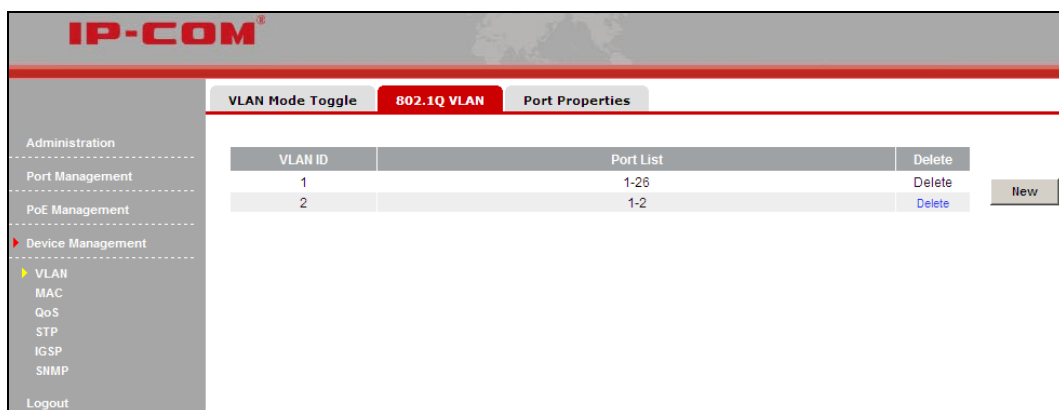 IP-COM®
VLAN Mode Toggle 802.1Q VLAN Port Properties
Administration
Port Management
PoE Management
Device Management
VLAN
MAC
QoS
STP
IGSP
SNMP
Logout
VLAN ID Port List Delete
1 1-26 Delete
2 1-2 Delete
New